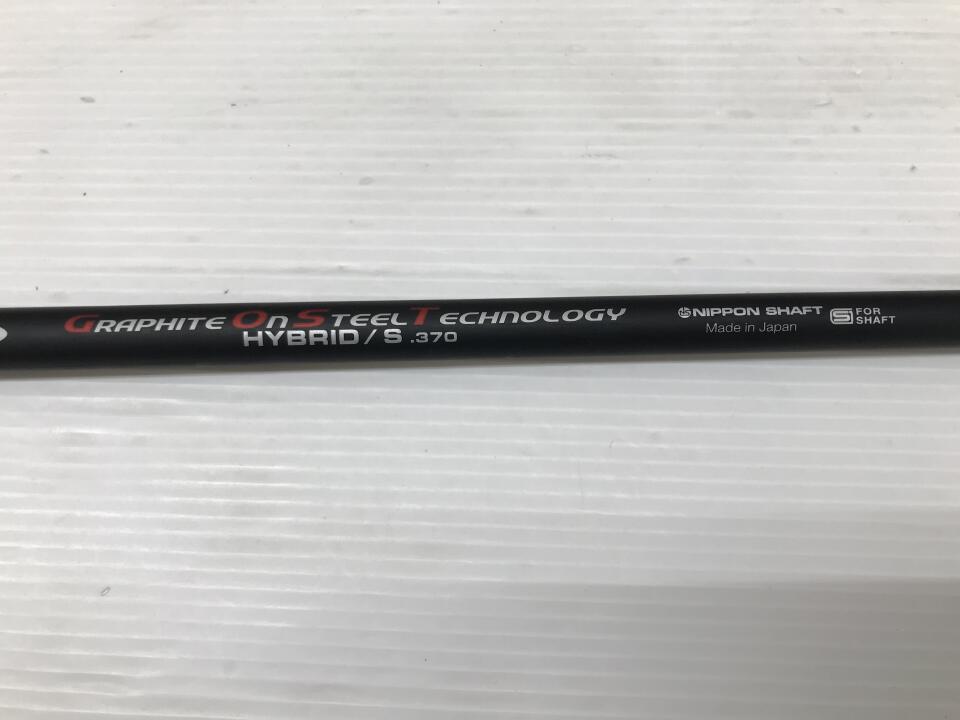 GRAPHITE ON STEEL TECHNOLOGY
HYBRID/S .370
NIPPON SHAFT
Made in Japan
S FOR
SHAFT